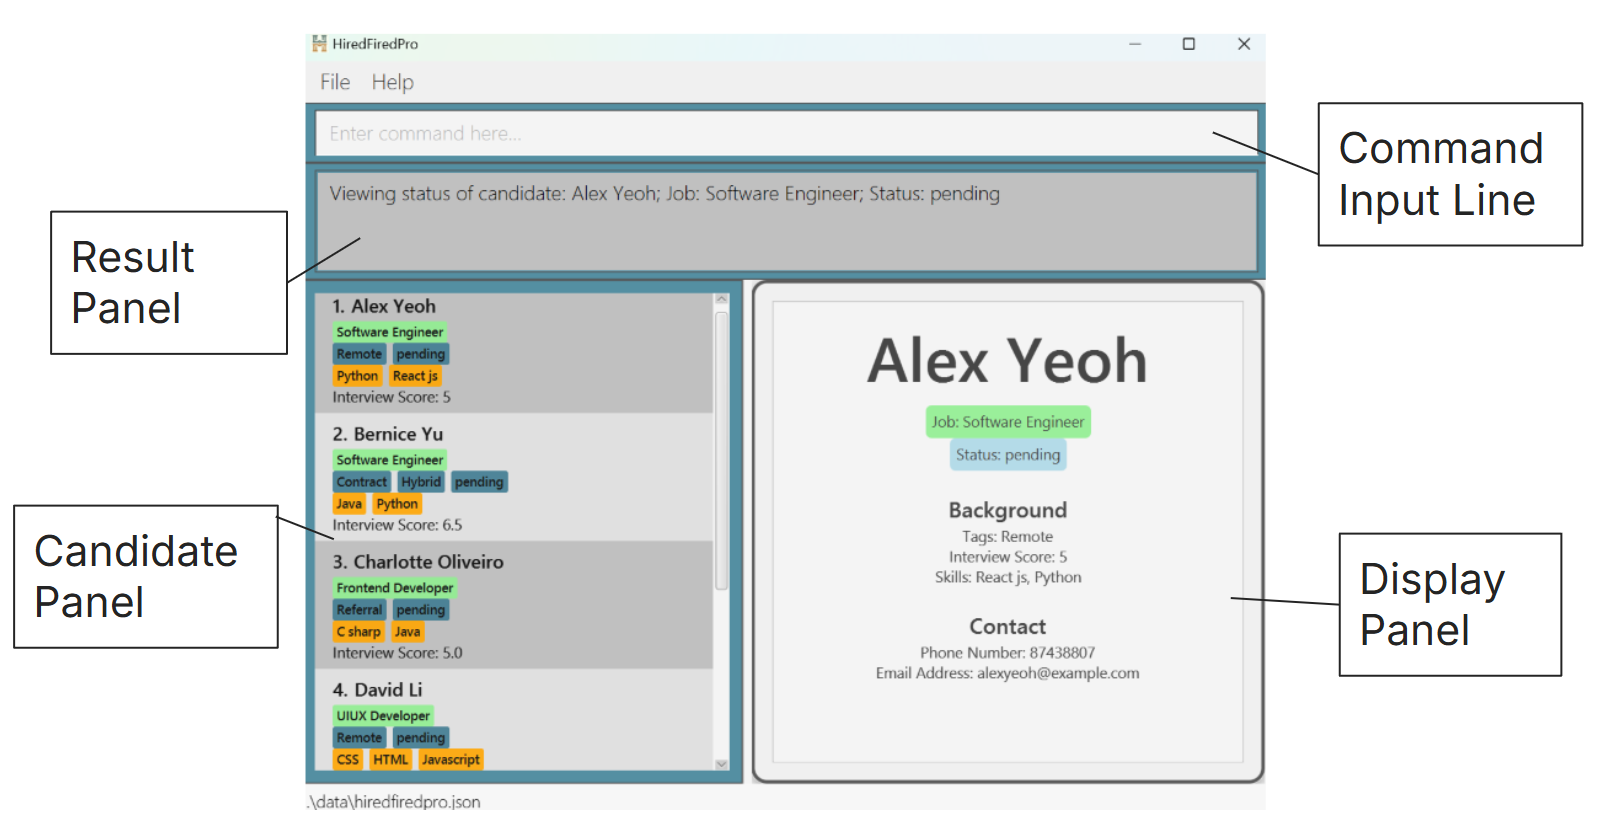 HiredFiredPro
File Help
Enter command here...
Command
Input Line
Viewing status of candidate: Alex Yeoh; Job: Software Engineer; Status: pending
Result
Panel
1. Alex Yeoh
Software Engineer
Remote pending
Python React js
Interview Score: 5
2. Bernice Yu
Software Engineer
Contract Hybrid pending
Java Python
Interview Score: 6.5
Candidate
Panel
3. Charlotte Oliveiro
Frontend Developer
Referral pending
C sharp Java
Interview Score: 5.0
4. David Li
UIUX Developer
Remote pending
CSS HTML Javascript
Alex Yeoh
Job: Software Engineer
Status: pending
Background
Tags: Remote
Interview Score: 5
Skills: React js, Python
Contact
Phone Number: 87438807
Email Address: alexyeoh@example.com
Display
Panel
.\data\hiredfiredpro.json